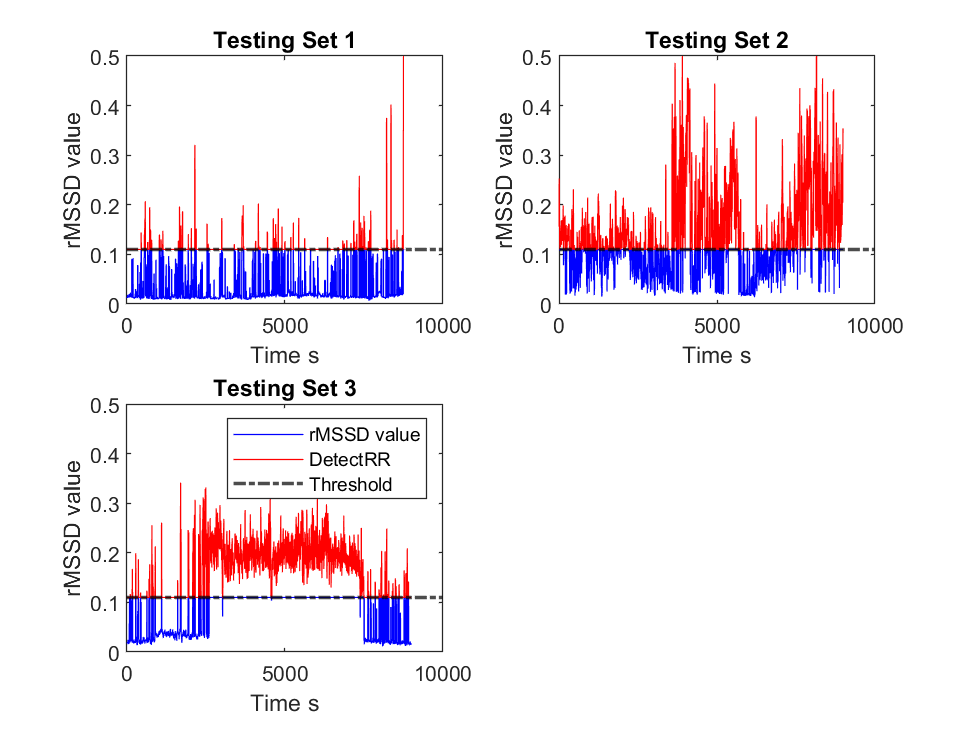 Testing Set 1
0.5
0.4
0.3
0.2
0.1
0
rMSSD value
0
5000
10000
Time s
Testing Set 2
0.5
0.4
0.3
0.2
0.1
0
rMSSD value
0
5000
10000
Time s
Testing Set 3
0.5
0.4
0.3
0.2
0.1
0
rMSSD value
rMSSD value
DetectRR
Threshold
0
5000
10000
Time s